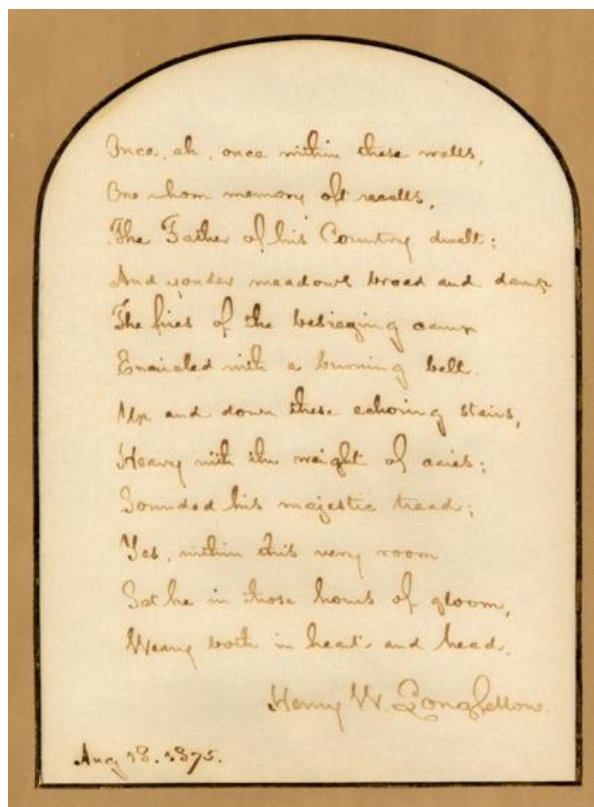 Once, ah, once within these walls,
One whom memory oft recalls,
The Father of his Country dwelt;
And yonder meadows broad and damp
The fires of the besieging camp
Encircled with a burning belt.
Up and down these echoing stairs,
Heavy with the weight of cares;
Sounded his majestic tread;
Yes, within this very room
Sat he in those hours of gloom,
Weary both in heart and head.
Henry W. Longfellow.
Aug 18. 1875.